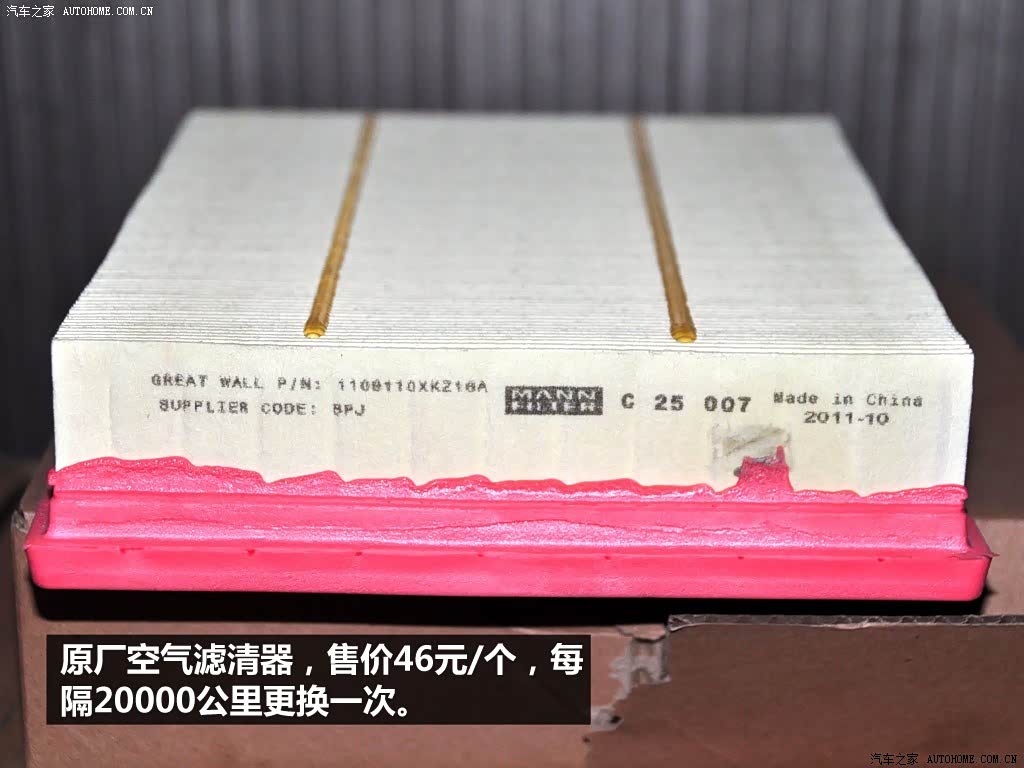 汽车之家 AUTOHOME.COM.CN
GREAT WALL P/N: 1109110XKZ16A
SUPPLIER CODE: BPJ
MANN
FILTER
C 25 007
Made in China
2011-10
原厂空气滤清器，售价46元/个，每
隔20000公里更换一次。
汽车之家 AUTOHOME.COM.CN